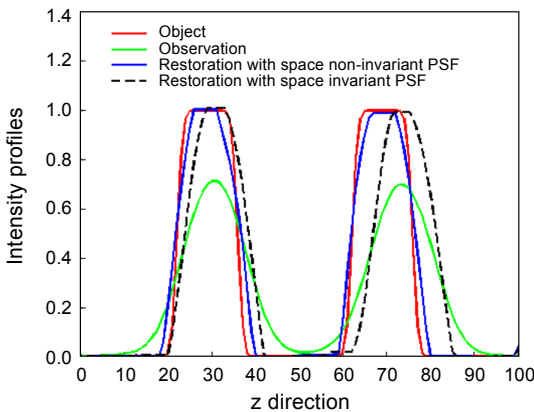 1.4
Object
Observation
Restoration with space non-invariant PSF
Restoration with space invariant PSF
1.2
1.0
0.8
0.6
0.4
0.2
0.0
Intensity profiles
0 10 20 30 40 50 60 70 80 90 100
z direction